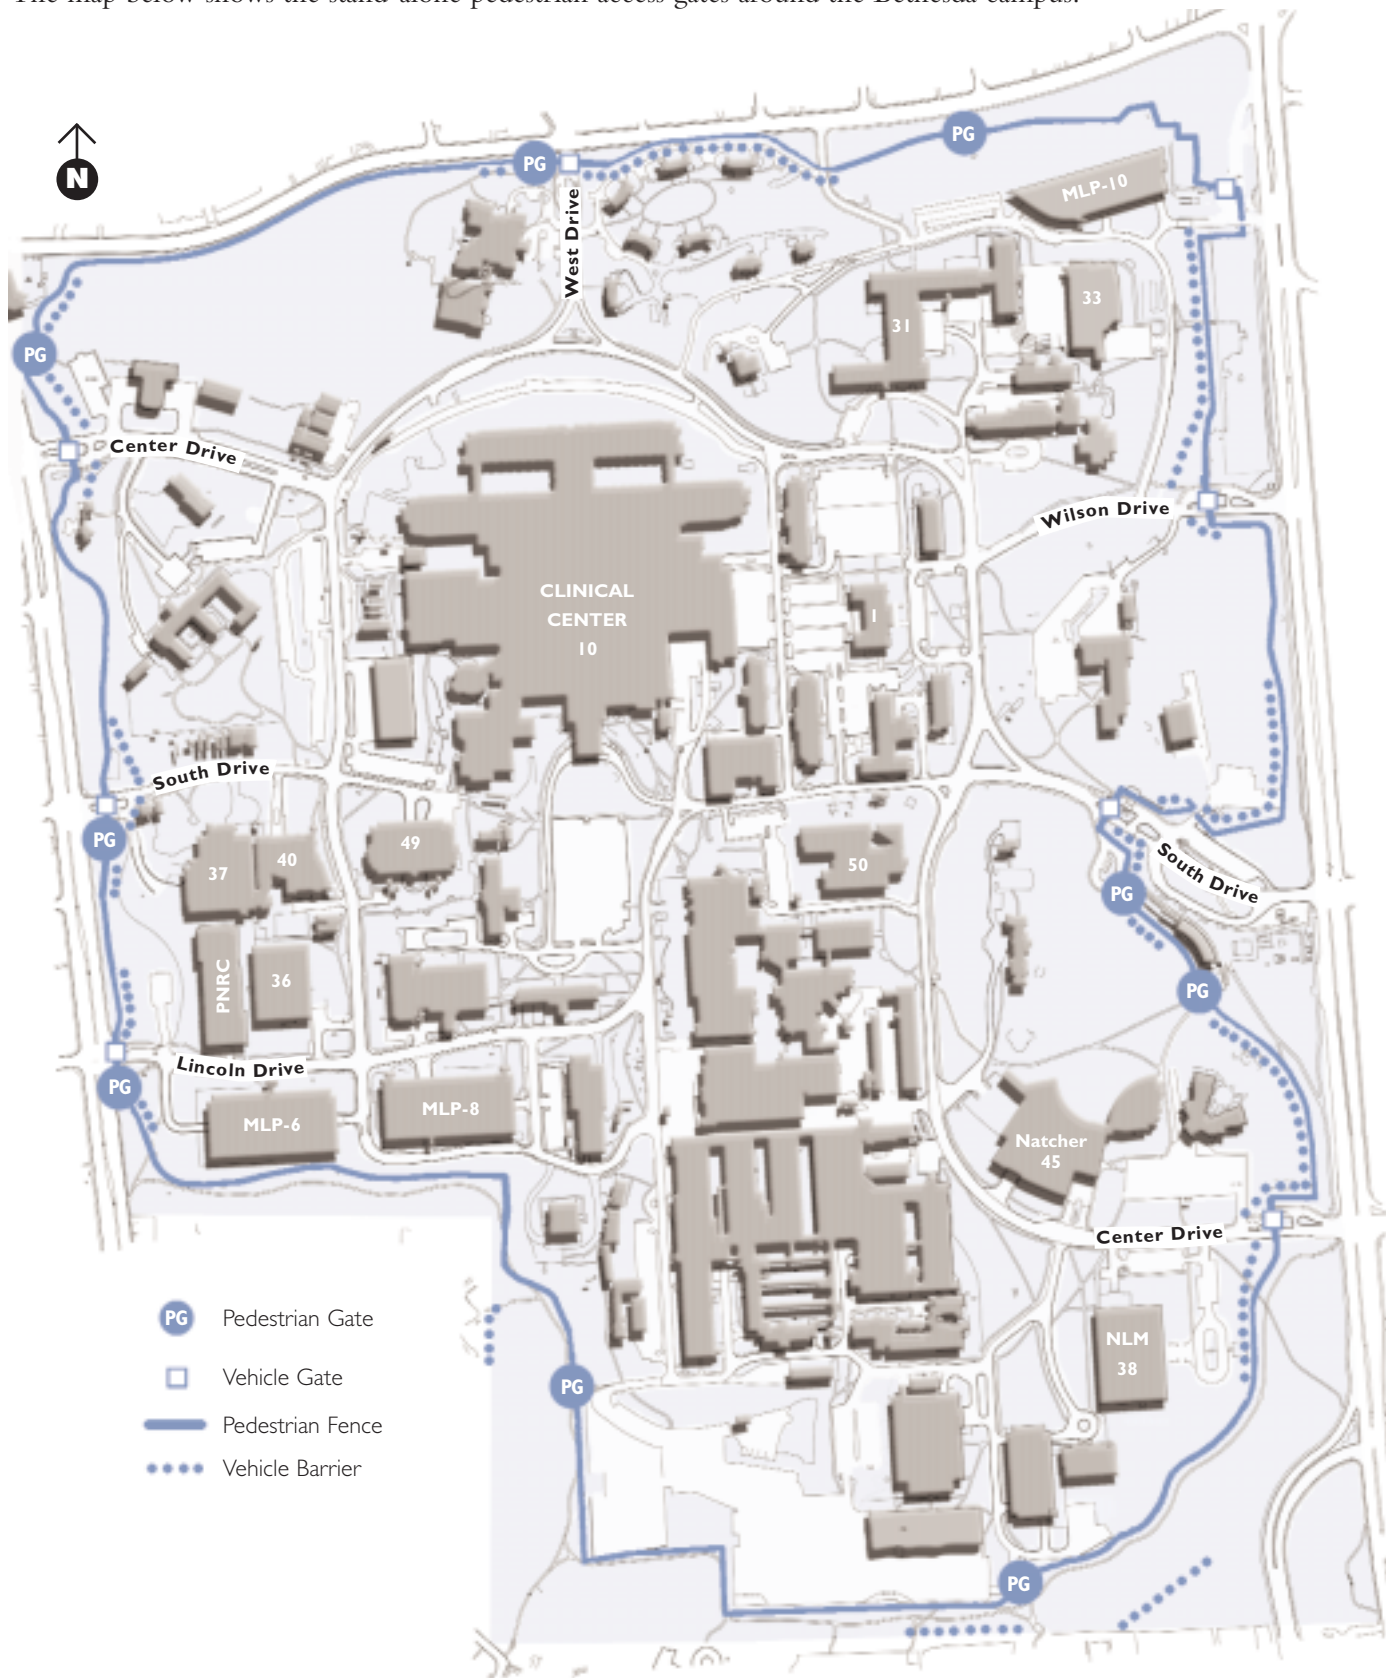 The map below shows the stand-alone pedestrian access gates around the Bethesda campus.
PG
PG
N
MLP-10
West Drive
33
31
PG
Center Drive
Wilson Drive
CLINICAL
CENTER
10
1
South Drive
PG
49
37
40
50
South Drive
PG
PNRC
36
PG
Lincoln Drive
PG
MLP-8
MLP-6
Natcher
45
Center Drive
PG Pedestrian Gate
NLM
38
Vehicle Gate
PG
Pedestrian Fence
Vehicle Barrier
PG